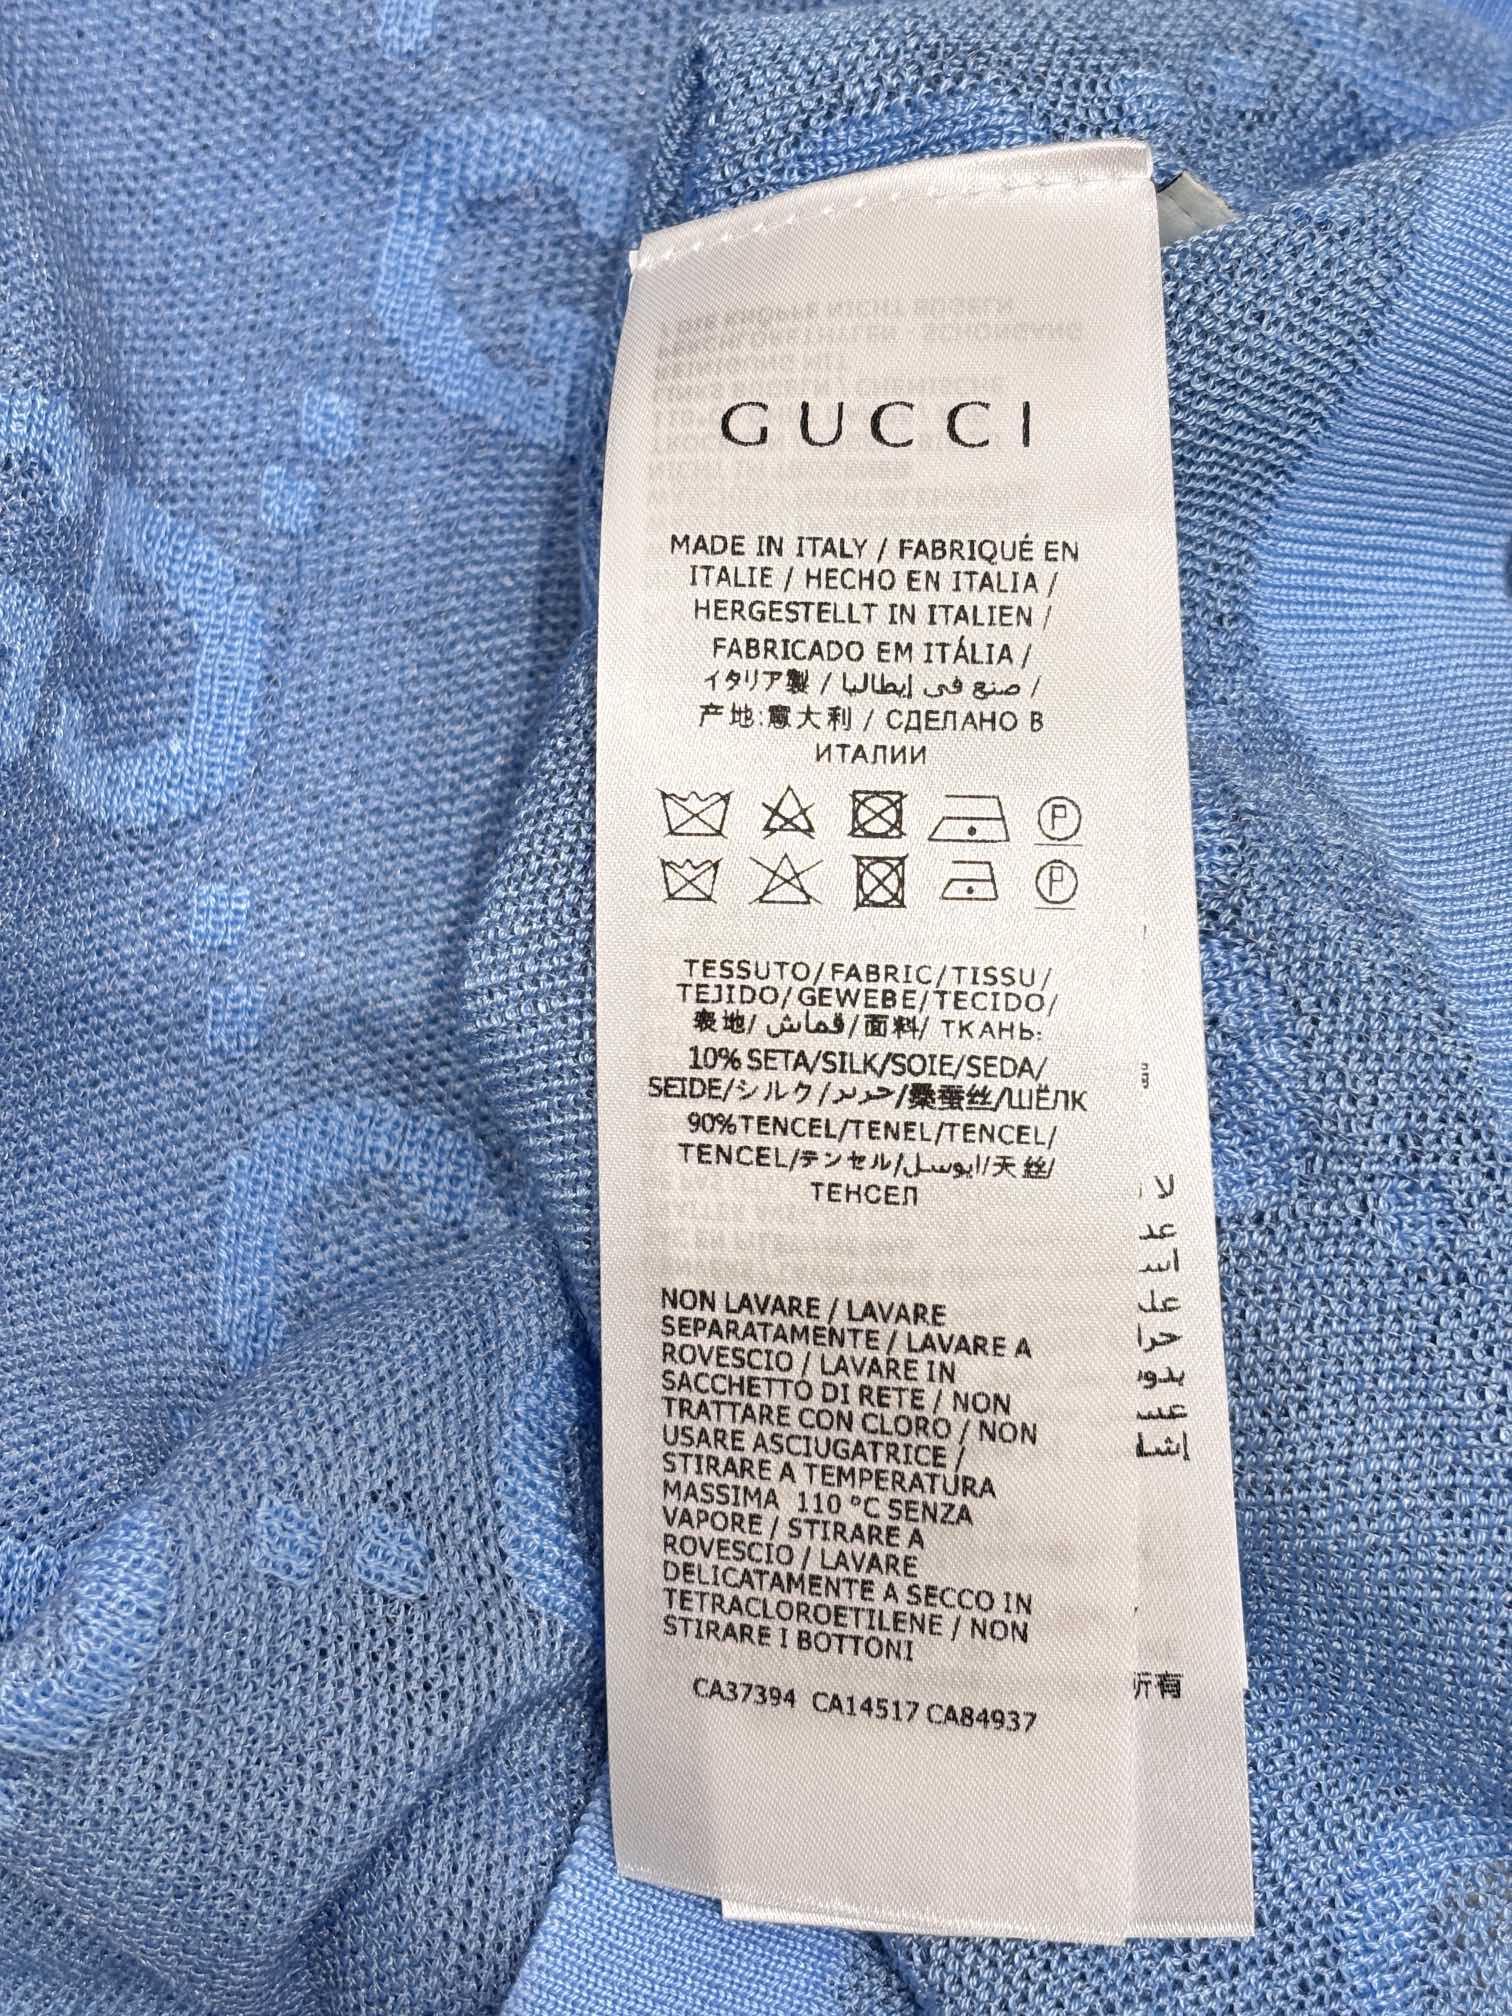 GUCCI
MADE IN ITALY / FABRIQUÉ EN
ITALIE / HECHO EN ITALIA /
HERGESTELLT IN ITALIEN /
FABRICADO EM ITÁLIA /
イタリア製 / صنع في إيطاليا /
产地:意大利 / СДЕЛАНО В
ИТАЛИИ
P
P
TESSUTO/FABRIC/TISSU/
TEJIDO/GEWEBE/TECIDO/
表地/ قماش/面料/ ТКАНЬ:
10% SETA/SILK/SOIE/SEDA/
SEIDE/シルク/حرير/桑蚕丝/ШЁЛК
90%TENCEL/TENEL/TENCEL/
TENCEL/テンセル/ايوسل/天丝/
ТЕНСЕЛ
NON LAVARE / LAVARE
SEPARATAMENTE / LAVARE A
ROVESCIO / LAVARE IN
SACCHETTO DI RETE / NON
TRATTARE CON CLORO / NON
USARE ASCIUGATRICE /
STIRARE A TEMPERATURA
MASSIMA 110 °C SENZA
VAPORE / STIRARE A
ROVESCIO / LAVARE
DELICATAMENTE A SECCO IN
TETRACLOROETILENE / NON
STIRARE I BOTTONI
CA37394 CA14517 CA84937
所有